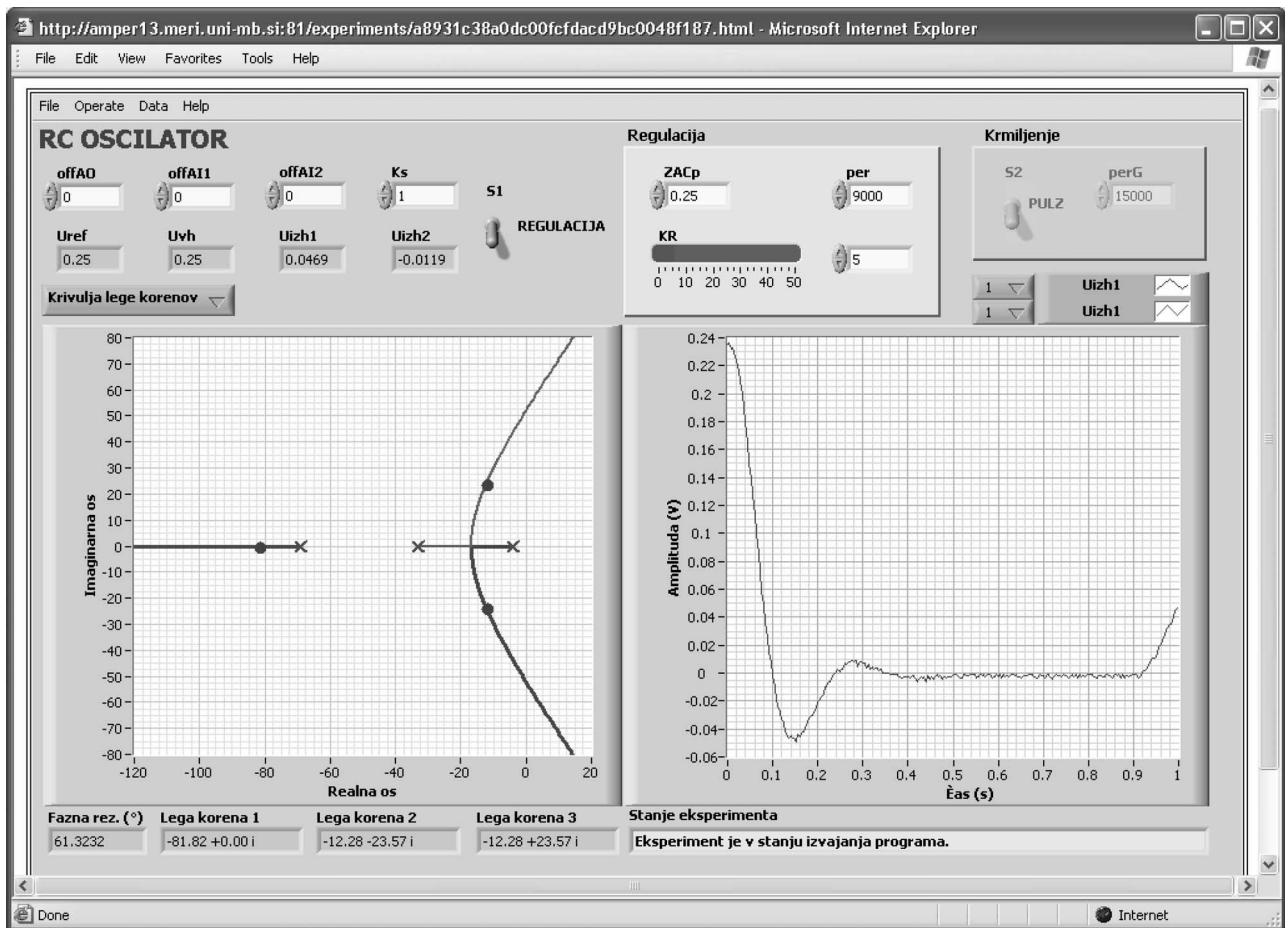 http://amper13.meri.uni-mb.si:81/experiments/a8931c38a0dc00fcfdacd9bc0048f187.html - Microsoft Internet Explorer
File Edit View Favorites Tools Help
File Operate Data Help
RC OSCILATOR
offAO offAI1 offAI2 Ks
0 0 0 1
S1
REGULACIJA
Uref Uvh Uizh1 Uizh2
0.25 0.25 0.0469 -0.0119
Krivulja lege korenov
Regulacija
ZACp per
0.25 9000
KR
5
0 10 20 30 40 50
Krmiljenje
S2 perG
PULZ 15000
1 Uizh1
1 Uizh1
80
70
60
50
40
30
20
10
0
-10
-20
-30
-40
-50
-60
-70
-80
Imaginarna os
-120 -100 -80 -60 -40 -20 0 20
Realna os
0.24
0.22
0.2
0.18
0.16
0.14
0.12
0.1
0.08
0.06
0.04
0.02
0
-0.02
-0.04
-0.06
Amplituda (v)
0 0.1 0.2 0.3 0.4 0.5 0.6 0.7 0.8 0.9 1
Èas (s)
Fazna rez. (°) Lega korena 1 Lega korena 2 Lega korena 3
61.3232 -81.82 +0.00 i -12.28 -23.57 i -12.28 +23.57 i
Stanje eksperimenta
Eksperiment je v stanju izvajanja programa.
Done
Internet